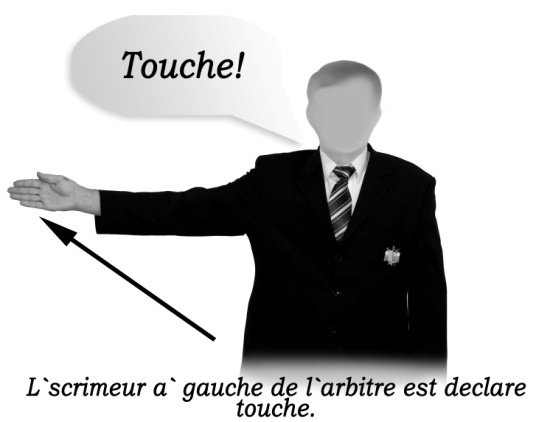 Touche!
L`scrimeur a` gauche de l`arbitre est declare
touche.